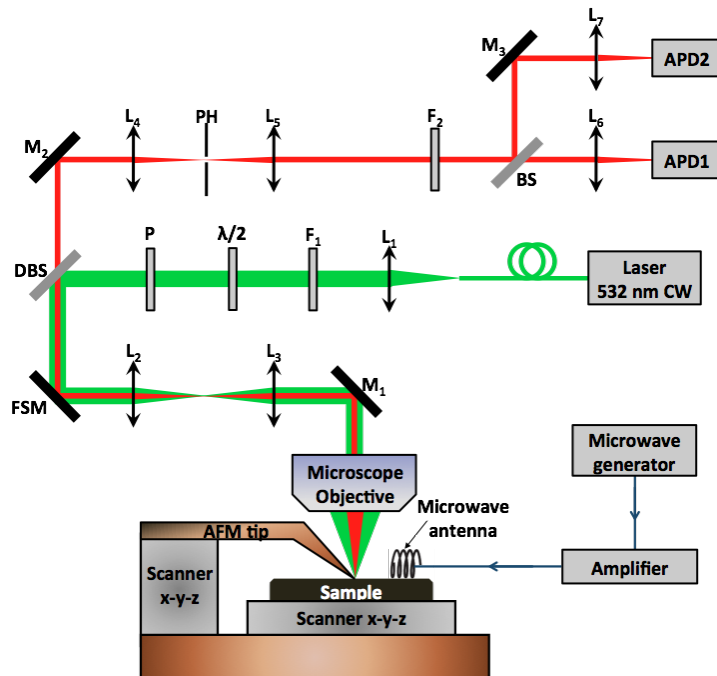 L7
M3
APD2
L4
PH
L5
F2
L6
M2
APD1
BS
P
λ/2
F1
L1
DBS
Laser
532 nm CW
L2
L3
M1
FSM
Microwave
generator
Microscope
Objective
Microwave
antenna
AFM tip
Scanner
x-y-z
Amplifier
Sample
Scanner x-y-z